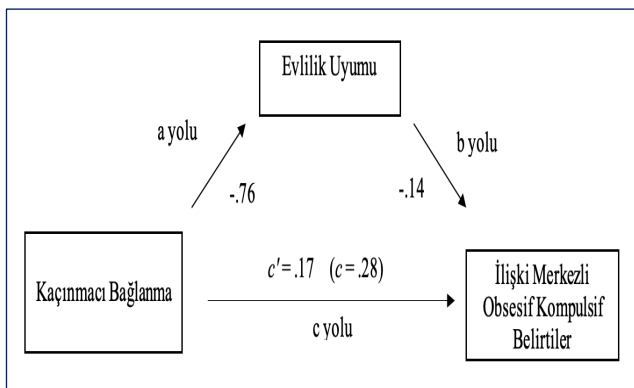 Evlilik Uyumu
a yolu
b yolu
-.76
-.14
Kaçınmacı Bağlanma
c'=.17 (c=.28)
c yolu
İlişki Merkezli
Obsesif Kompulsif
Belirtiler